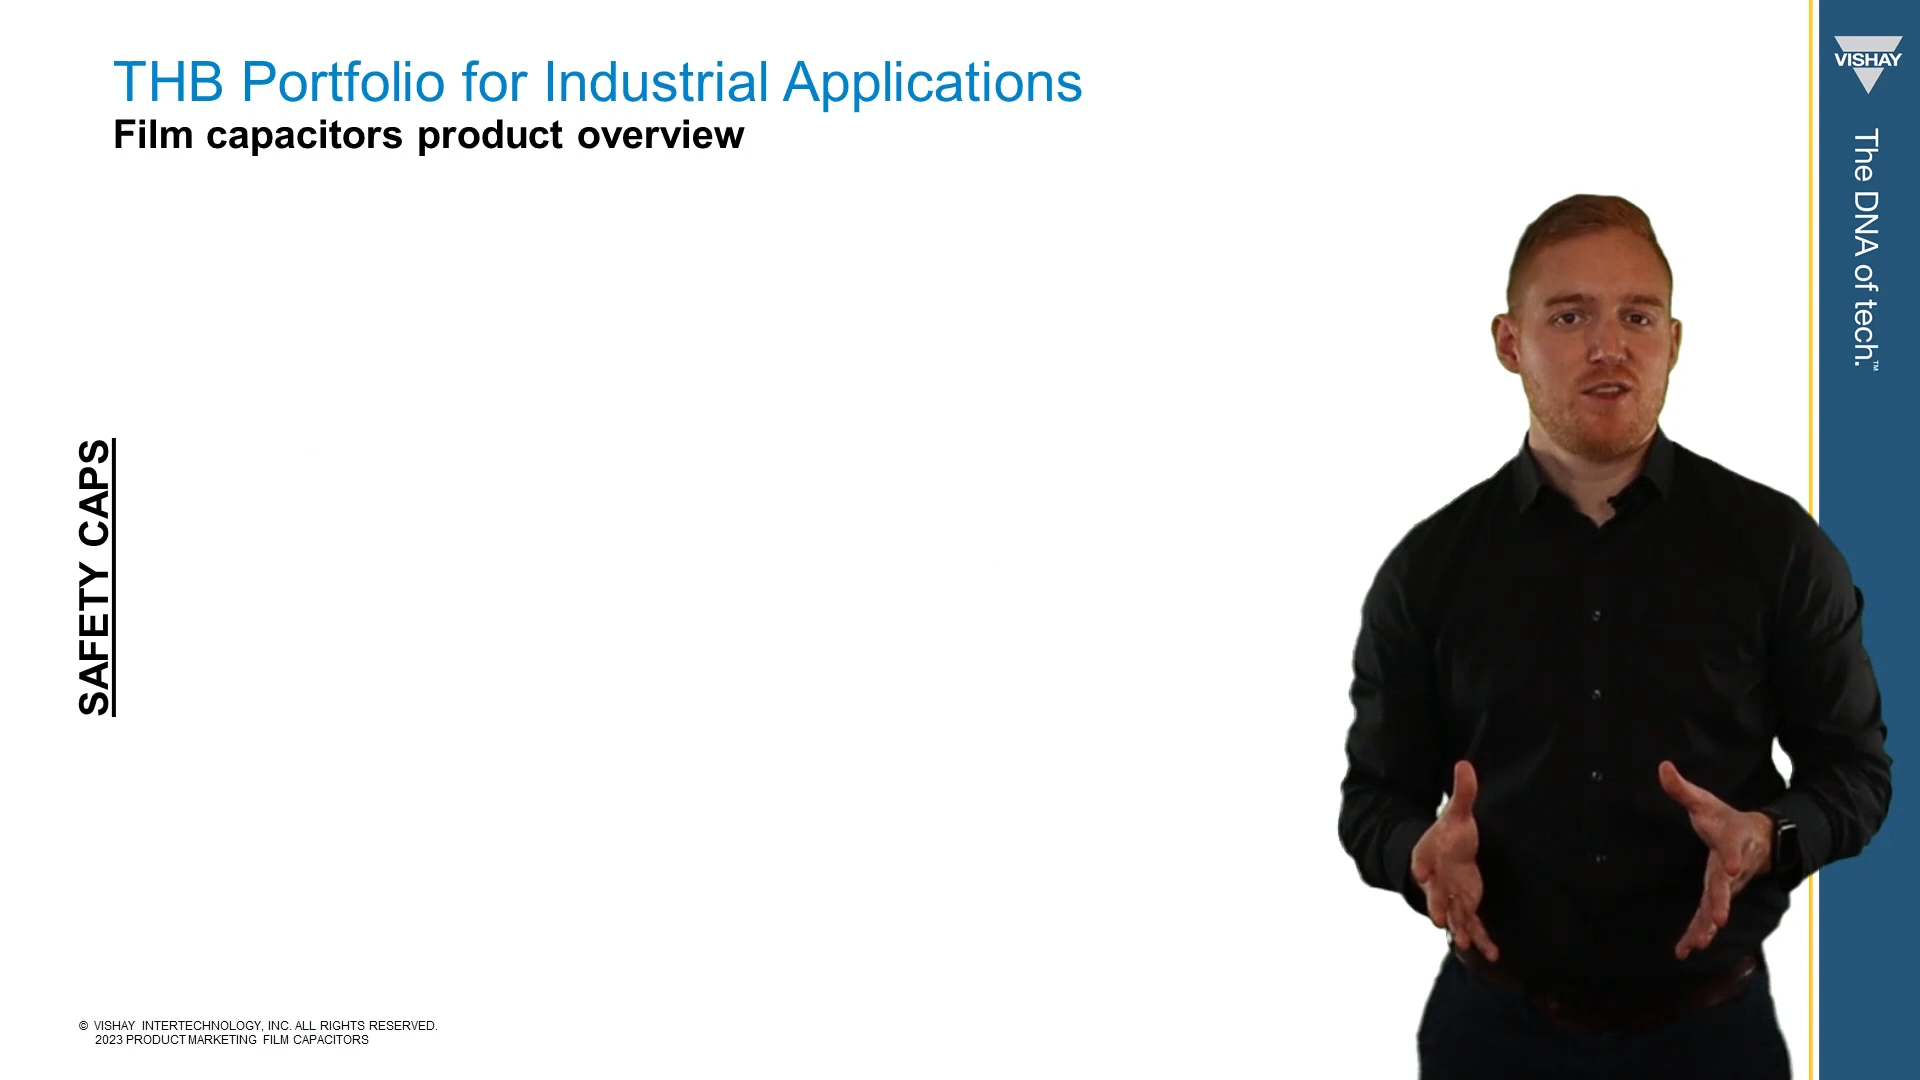 THB Portfolio for Industrial Applications
Film capacitors product overview
VISHAY
The DNA of tech.™
SAFETY CAPS
© VISHAY INTERTECHNOLOGY, INC. ALL RIGHTS RESERVED.
2023 PRODUCT MARKETING FILM CAPACITORS